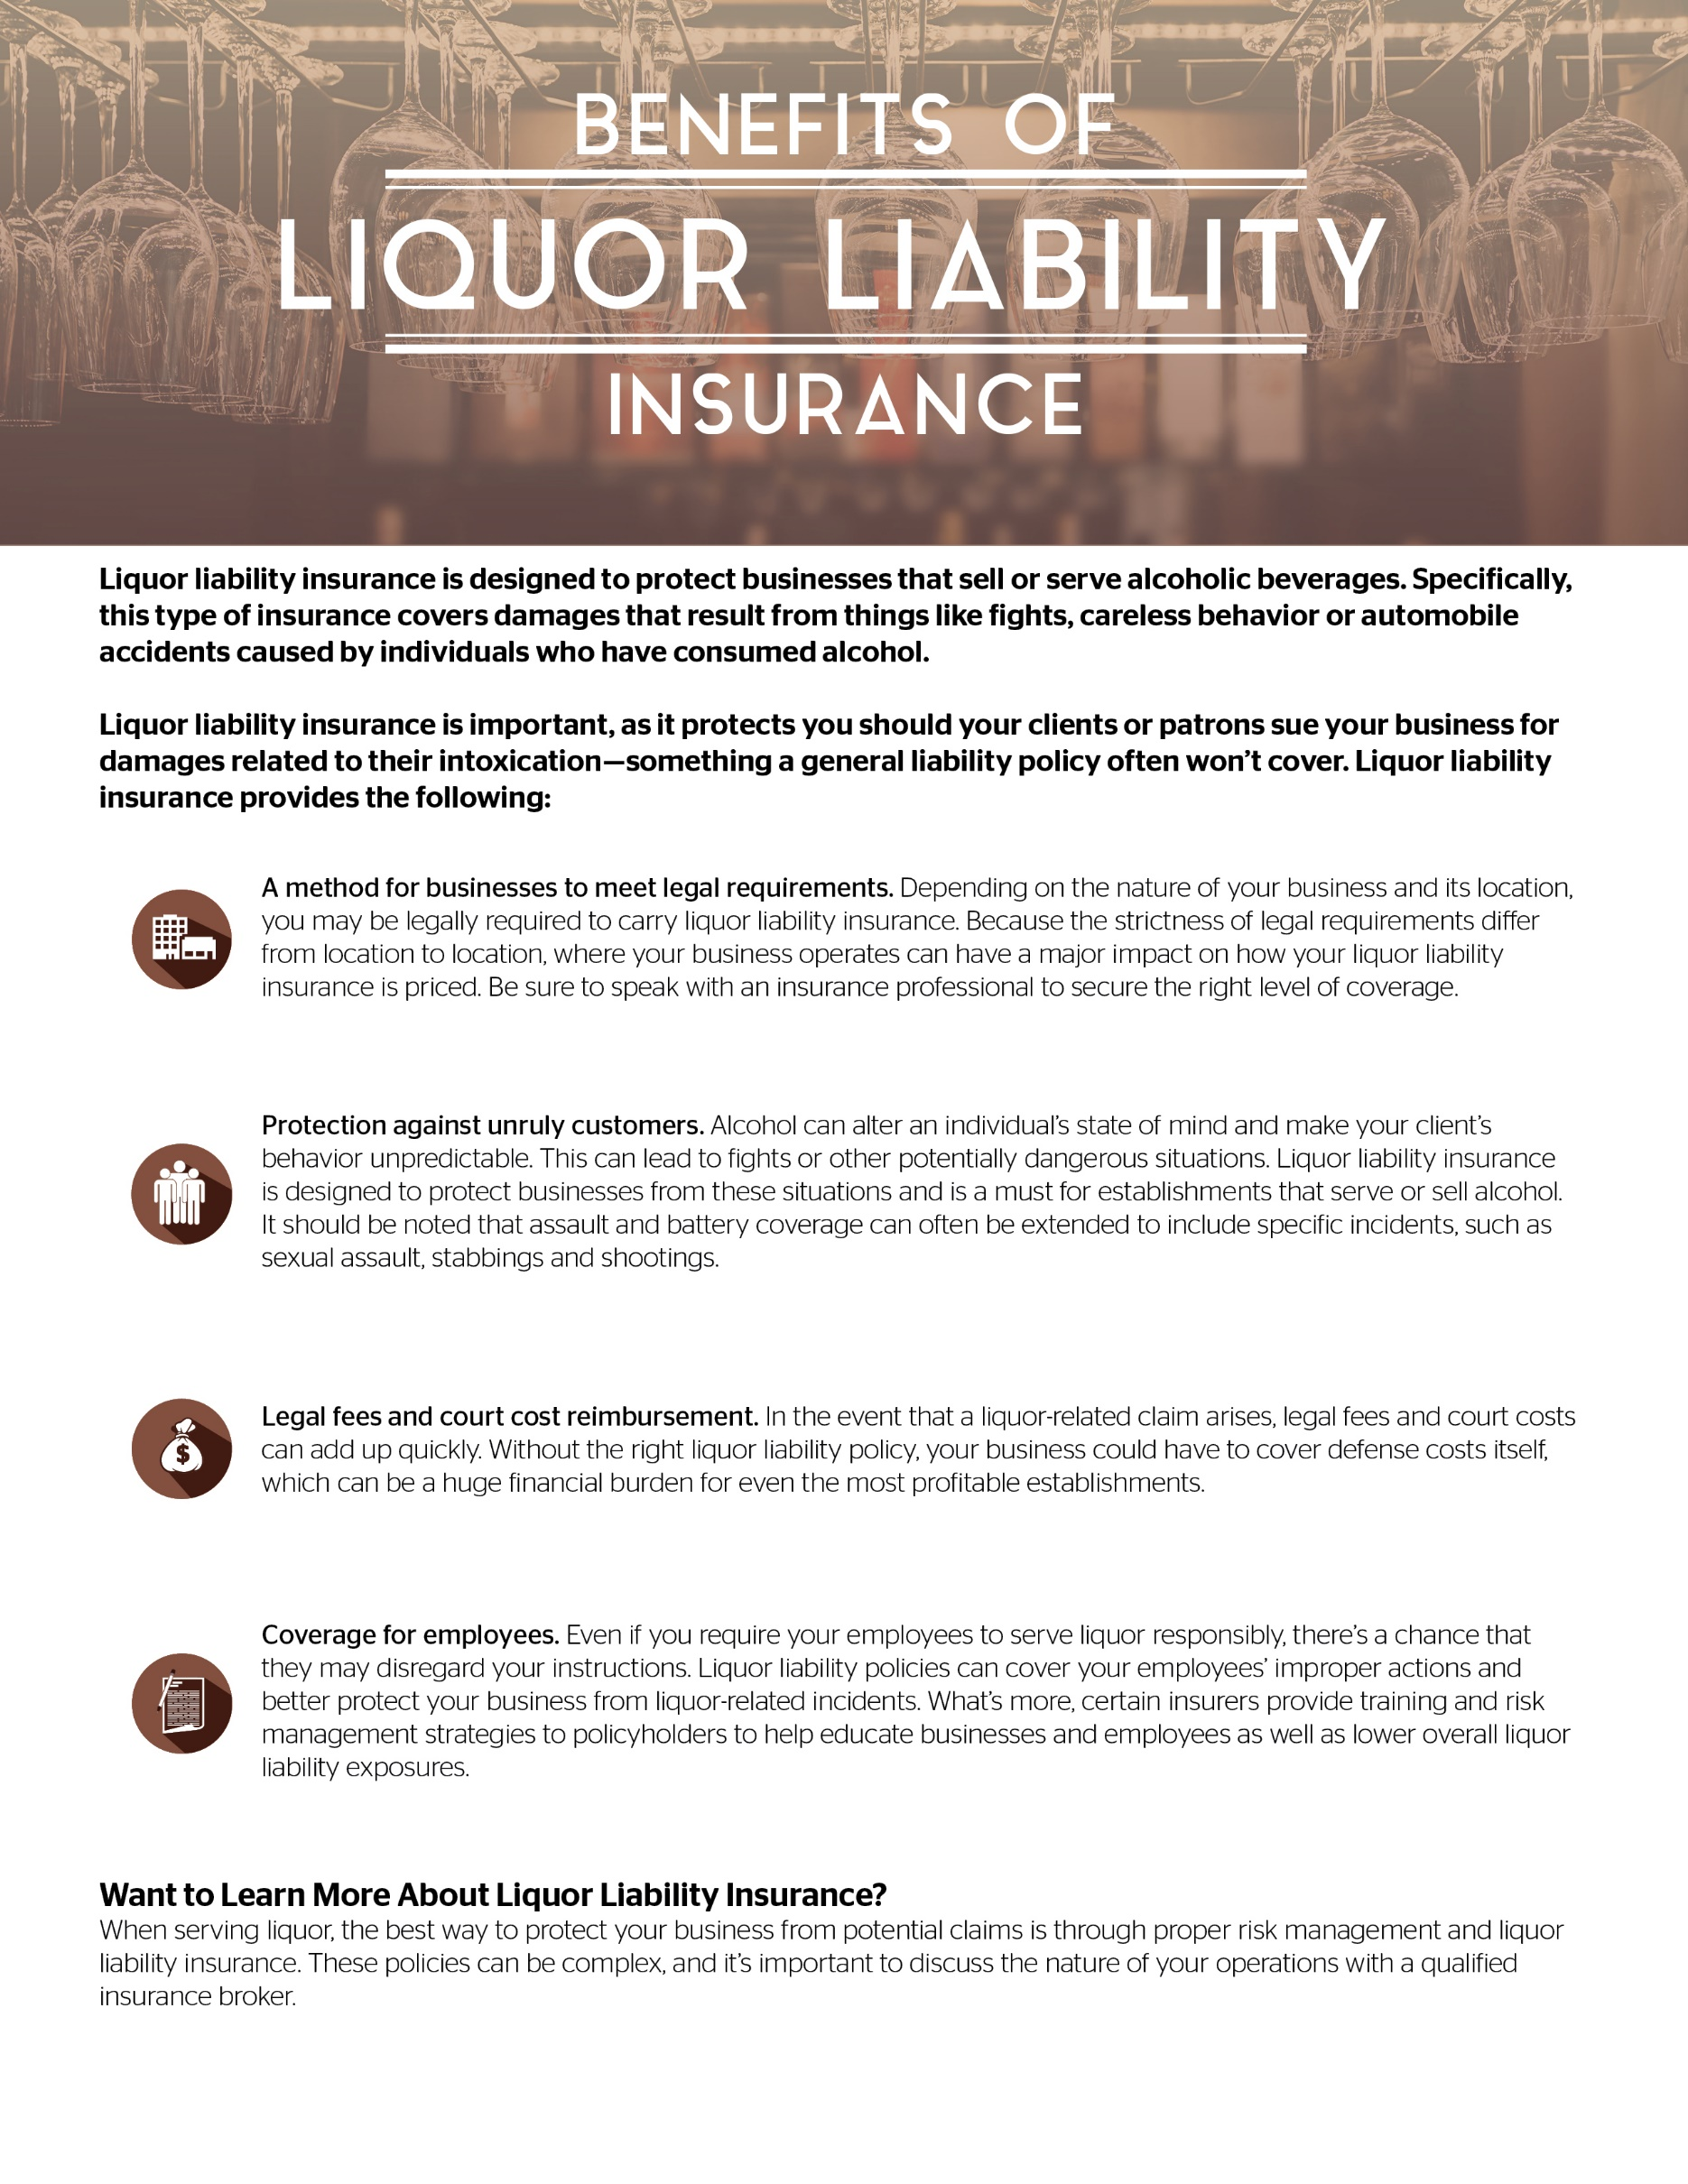 BENEFITS OF
LIQUOR LIABILITY
INSURANCE
Liquor liability insurance is designed to protect businesses that sell or serve alcoholic beverages. Specifically,
this type of insurance covers damages that result from things like fights, careless behavior or automobile
accidents caused by individuals who have consumed alcohol.
Liquor liability insurance is important, as it protects you should your clients or patrons sue your business for
damages related to their intoxication—something a general liability policy often won’t cover. Liquor liability
insurance provides the following:
A method for businesses to meet legal requirements. Depending on the nature of your business and its location,
you may be legally required to carry liquor liability insurance. Because the strictness of legal requirements differ
from location to location, where your business operates can have a major impact on how your liquor liability
insurance is priced. Be sure to speak with an insurance professional to secure the right level of coverage.
Protection against unruly customers. Alcohol can alter an individual’s state of mind and make your client’s
behavior unpredictable. This can lead to fights or other potentially dangerous situations. Liquor liability insurance
is designed to protect businesses from these situations and is a must for establishments that serve or sell alcohol.
It should be noted that assault and battery coverage can often be extended to include specific incidents, such as
sexual assault, stabbings and shootings.
$
Legal fees and court cost reimbursement. In the event that a liquor-related claim arises, legal fees and court costs
can add up quickly. Without the right liquor liability policy, your business could have to cover defense costs itself,
which can be a huge financial burden for even the most profitable establishments.
Coverage for employees. Even if you require your employees to serve liquor responsibly, there’s a chance that
they may disregard your instructions. Liquor liability policies can cover your employees’ improper actions and
better protect your business from liquor-related incidents. What’s more, certain insurers provide training and risk
management strategies to policyholders to help educate businesses and employees as well as lower overall liquor
liability exposures.
Want to Learn More About Liquor Liability Insurance?
When serving liquor, the best way to protect your business from potential claims is through proper risk management and liquor
liability insurance. These policies can be complex, and it’s important to discuss the nature of your operations with a qualified
insurance broker.